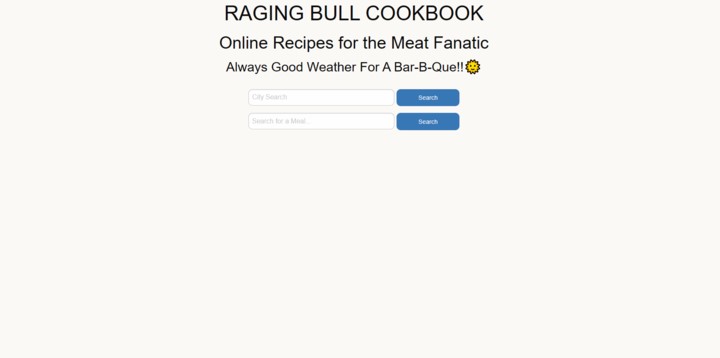 RAGING BULL COOKBOOK
Online Recipes for the Meat Fanatic
Always Good Weather For A Bar-B-Que!!🌞
City Search
Search
Search for a Meal...
Search